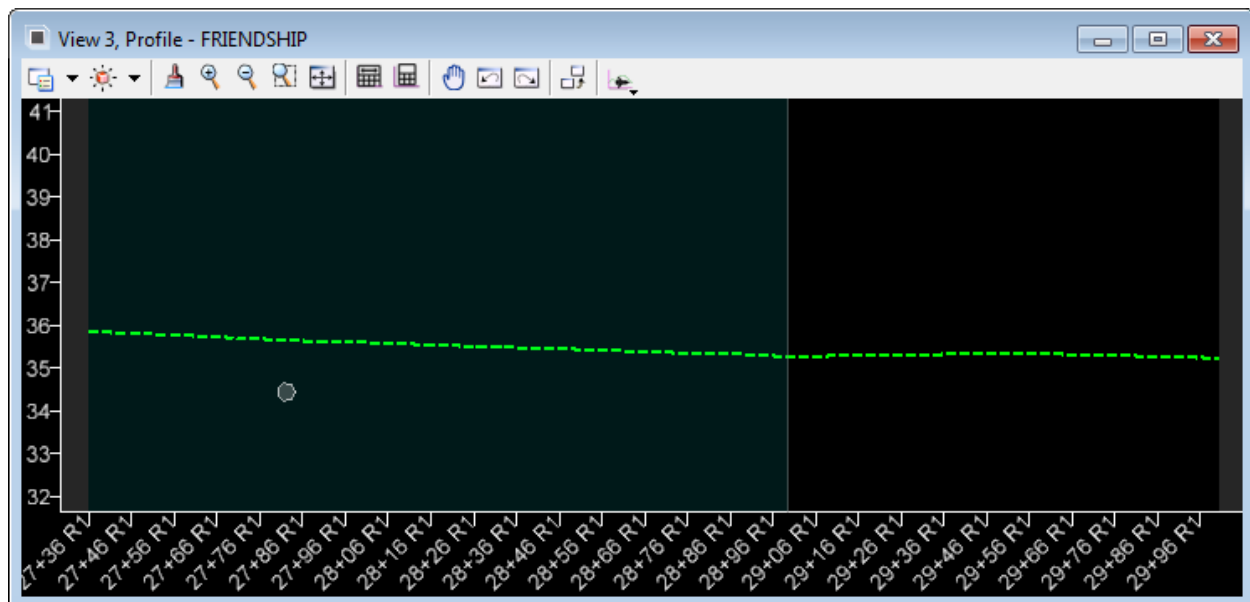 View 3, Profile - FRIENDSHIP
41
40
39
38
37
36
35
34
33
32
27+36 R1
27+46 R1
27+56 R1
27+66 R1
27+76 R1
27+86 R1
27+96 R1
28+06 R1
28+16 R1
28+26 R1
28+36 R1
28+46 R1
28+56 R1
28+66 R1
28+76 R1
28+86 R1
28+96 R1
29+06 R1
29+16 R1
29+26 R1
29+36 R1
29+46 R1
29+56 R1
29+66 R1
29+76 R1
29+86 R1
29+96 R1